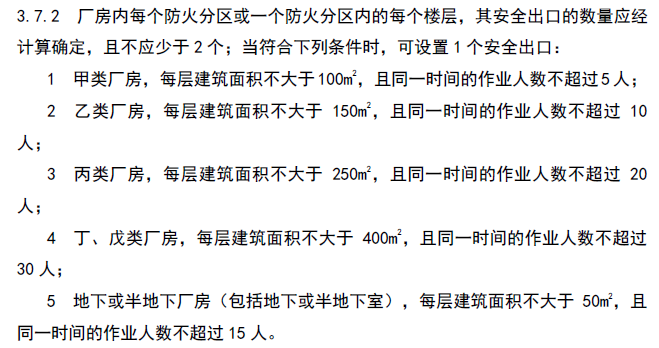 3.7.2 厂房内每个防火分区或一个防火分区内的每个楼层，其安全出口的数量应经
计算确定，且不应少于2个；当符合下列条件时，可设置1个安全出口：
1 甲类厂房，每层建筑面积不大于100㎡，且同一时间的作业人数不超过5人；
2 乙类厂房，每层建筑面积不大于 150㎡，且同一时间的作业人数不超过 10
人；
3 丙类厂房，每层建筑面积不大于 250㎡，且同一时间的作业人数不超过 20
人；
4 丁、戊类厂房，每层建筑面积不大于 400㎡，且同一时间的作业人数不超过
30人；
5 地下或半地下厂房（包括地下或半地下室），每层建筑面积不大于 50㎡，且
同一时间的作业人数不超过15人。